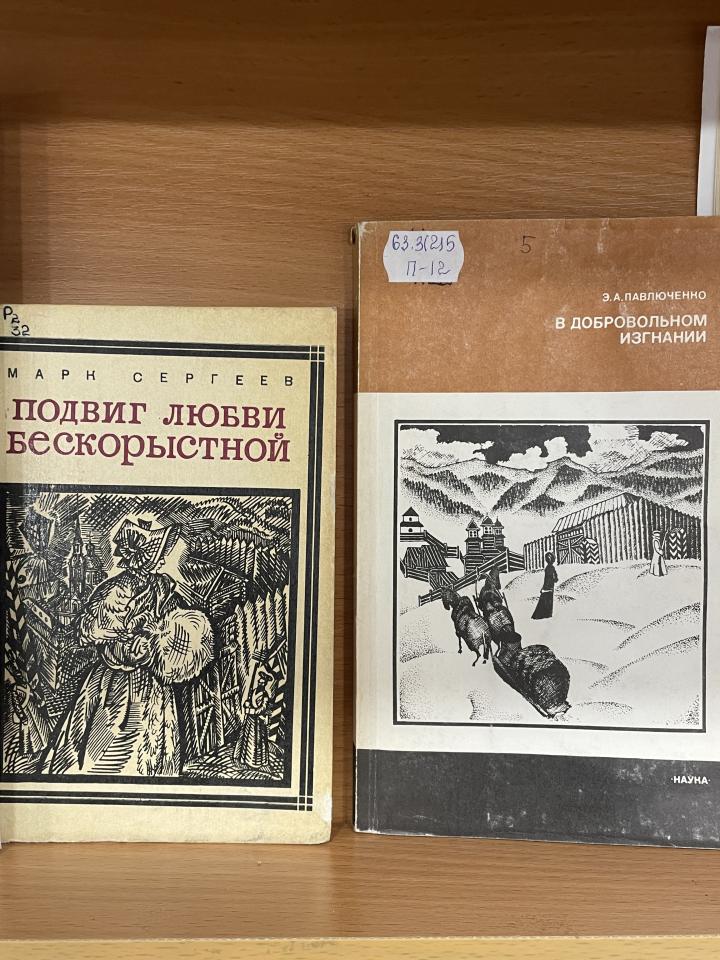 Р2
32
МАРК СЕРГЕЕВ
ПОДВИГ ЛЮБВИ
БЕСКОРЫСТНОЙ
63.3(2)5
П-12
5
Э.А.ПАВЛЮЧЕНКО
В ДОБРОВОЛЬНОМ
ИЗГНАНИИ
·НАУКА·